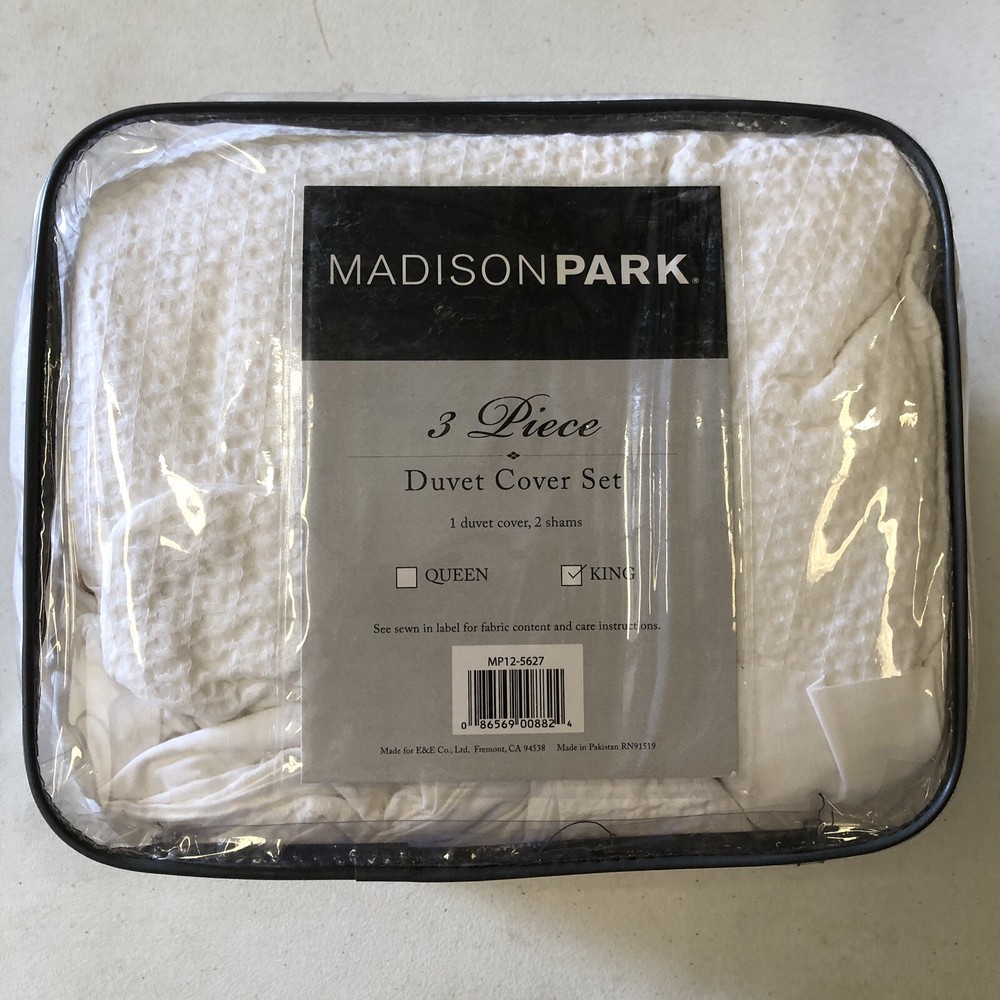 MADISONPARK®
3 Piece
Duvet Cover Set
1 duvet cover, 2 shams
QUEEN KING
See sewn in label for fabric content and care instructions.
MP12-5627
0 86569 00882 4
Made for E&E Co., Ltd, Fremont, CA 94538 Made in Pakistan RN91519